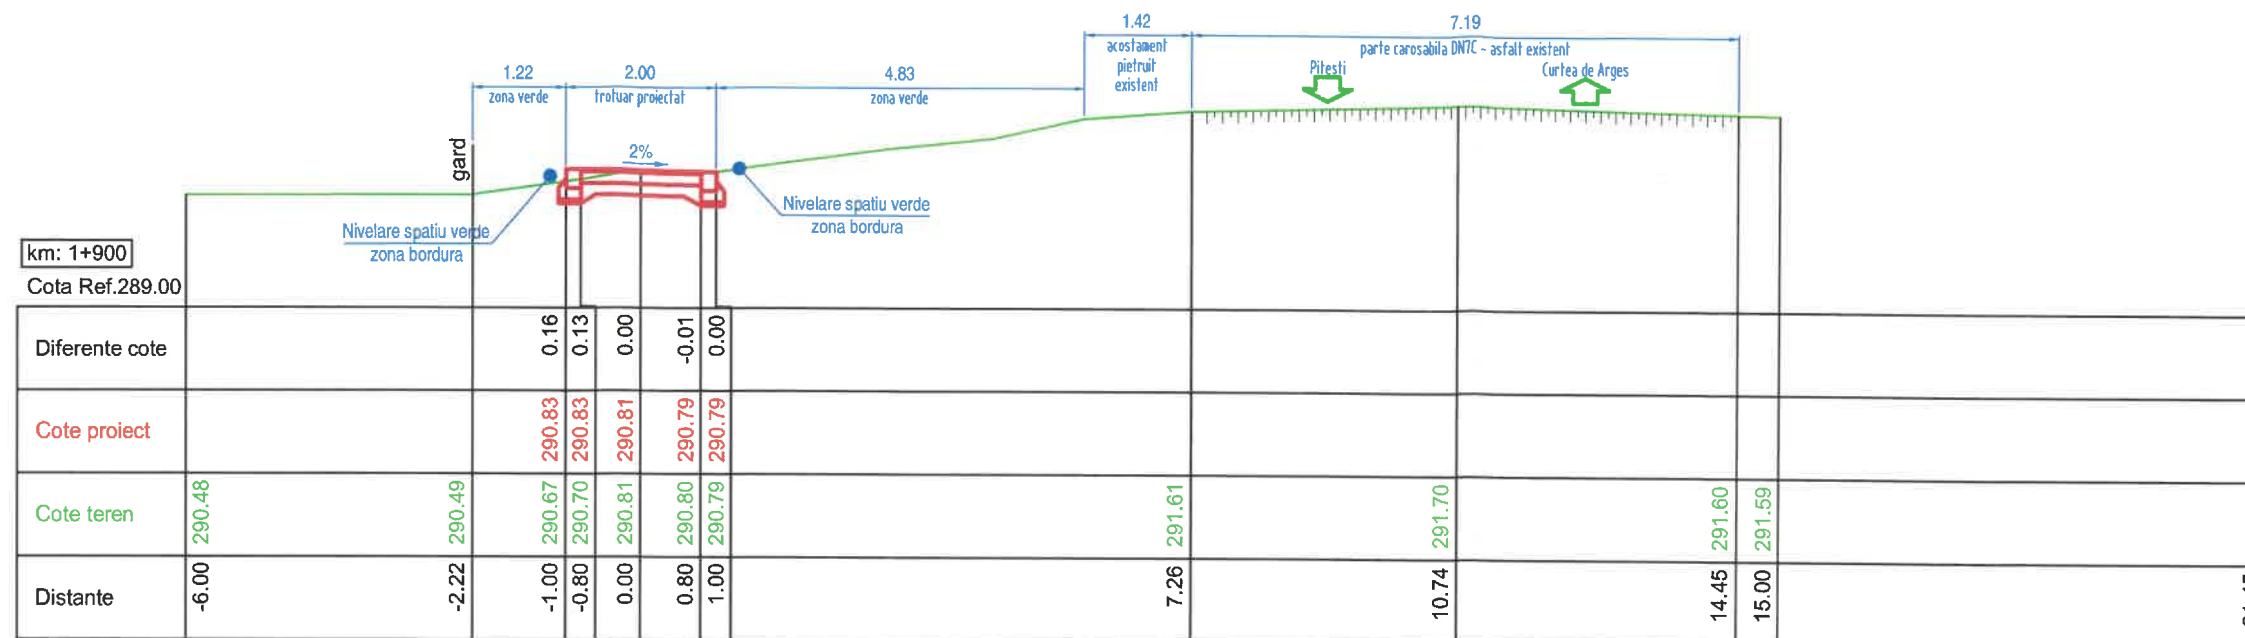 1.42
7.19
acostament
pietruit
existent
parte carosabila DN7C - asfalt existent
Pitesti
Curtea de Arges
1.22
2.00
4.83
zona verde
trotuar proiectat
zona verde
gard
2%
Nivelare spatiu verde
zona bordura
Nivelare spatiu verde
zona bordura
km: 1+900
Cota Ref.289.00
Diferente cote
0.16
0.13
0.00
-0.01
0.00
Cote proiect
290.83
290.83
290.81
290.79
290.79
Cote teren
290.48
290.49
290.67
290.70
290.81
290.80
290.79
291.61
291.70
291.60
291.59
Distante
-6.00
-2.22
-1.00
-0.80
0.00
0.80
1.00
7.26
10.74
14.45
15.00